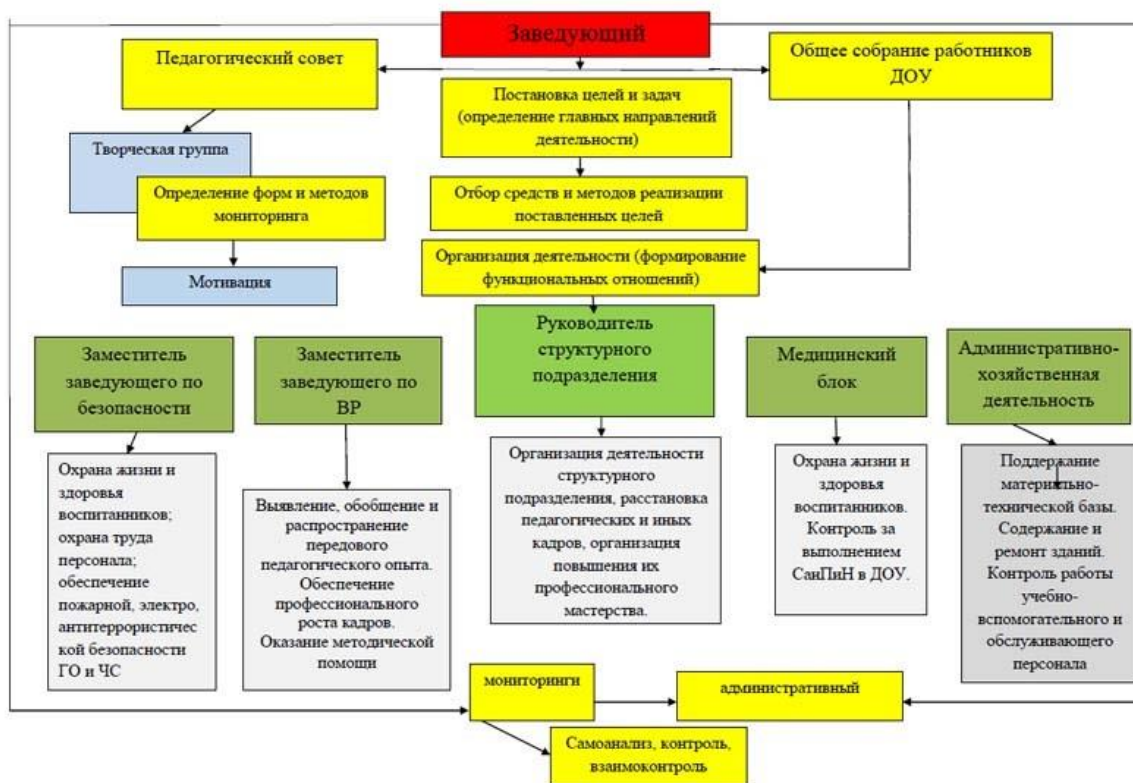 Заведующий
Педагогический совет
Общее собрание работников
ДОУ
Постановка целей и задач
(определение главных направлений
деятельности)
Творческая группа
Определение форм и методов
мониторинга
Отбор средств и методов реализации
поставленных целей
Мотивация
Организация деятельности (формирование
функциональных отношений)
Заместитель
заведующего по
безопасности
Заместитель
заведующего по
ВР
Руководитель
структурного
подразделения
Медицинский
блок
Административно-
хозяйственная
деятельность
Охрана жизни и
здоровья
воспитанников;
охрана труда
персонала;
обеспечение
пожарной, электро,
антитеррористичес
кой безопасности
ГО и ЧС
Выявление, обобщение и
распространение
передового
педагогического опыта.
Обеспечение
профессионального
роста кадров.
Оказание методической
помощи
Организация деятельности
структурного
подразделения, расстановка
педагогических и иных
кадров, организация
повышения их
профессионального
мастерства.
Охрана жизни и
здоровья
воспитанников.
Контроль за
выполнением
СанПиН в ДОУ.
Поддержание
материально-
технической базы.
Содержание и
ремонт зданий.
Контроль работы
учебно-
вспомогательного и
обслуживающего
персонала
мониторинги
административный
Самоанализ, контроль,
взаимоконтроль